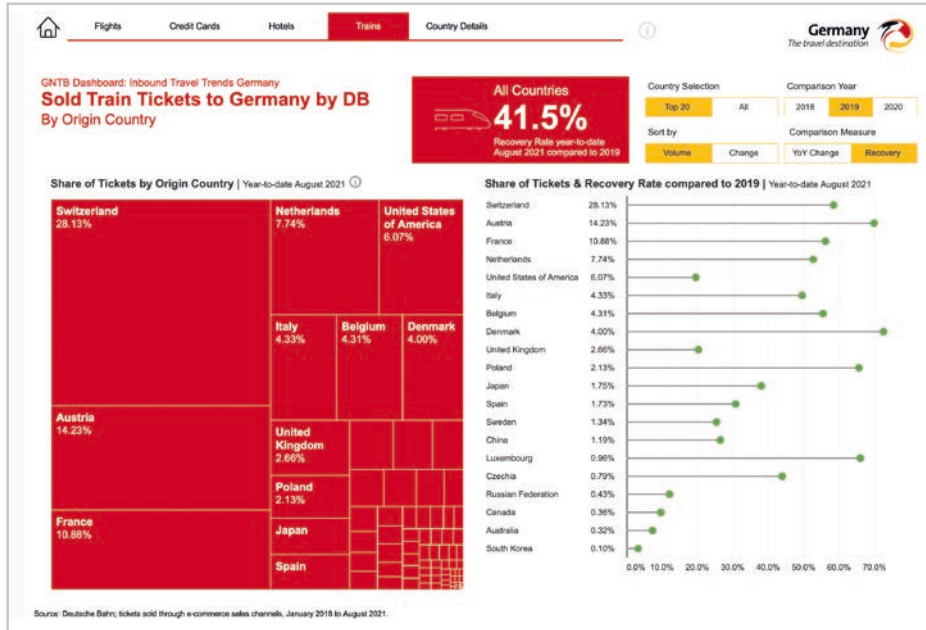 Flights Credit Cards Hotels Trains Country Details
Germany
The travel destination
GNTB Dashboard: Inbound Travel Trends Germany
Sold Train Tickets to Germany by DB
By Origin Country
All Countries
41.5%
Recovery Rate year-to-date
August 2021 compared to 2019
Country Selection
Top 20 All
Comparison Year
2018 2019 2020
Sort by
Volume Change
Comparison Measure
YoY Change Recovery
Share of Tickets by Origin Country | Year-to-date August 2021
Switzerland
28.13%
Netherlands
7.74%
United States
of America
6.07%
Italy
4.33%
Belgium
4.31%
Denmark
4.00%
Austria
14.23%
United
Kingdom
2.66%
Poland
2.13%
France
10.88%
Japan
Spain
Share of Tickets & Recovery Rate compared to 2019 | Year-to-date August 2021
Switzerland 28.13%
Austria 14.23%
France 10.88%
Netherlands 7.74%
United States of America 6.07%
Italy 4.33%
Belgium 4.31%
Denmark 4.00%
United Kingdom 2.66%
Poland 2.13%
Japan 1.75%
Spain 1.73%
Sweden 1.34%
China 1.19%
Luxembourg 0.96%
Czechia 0.79%
Russian Federation 0.43%
Canada 0.36%
Australia 0.32%
South Korea 0.10%
0.0% 10.0% 20.0% 30.0% 40.0% 50.0% 60.0% 70.0%
Source: Deutsche Bahn; tickets sold through e-commerce sales channels, January 2018 to August 2021.